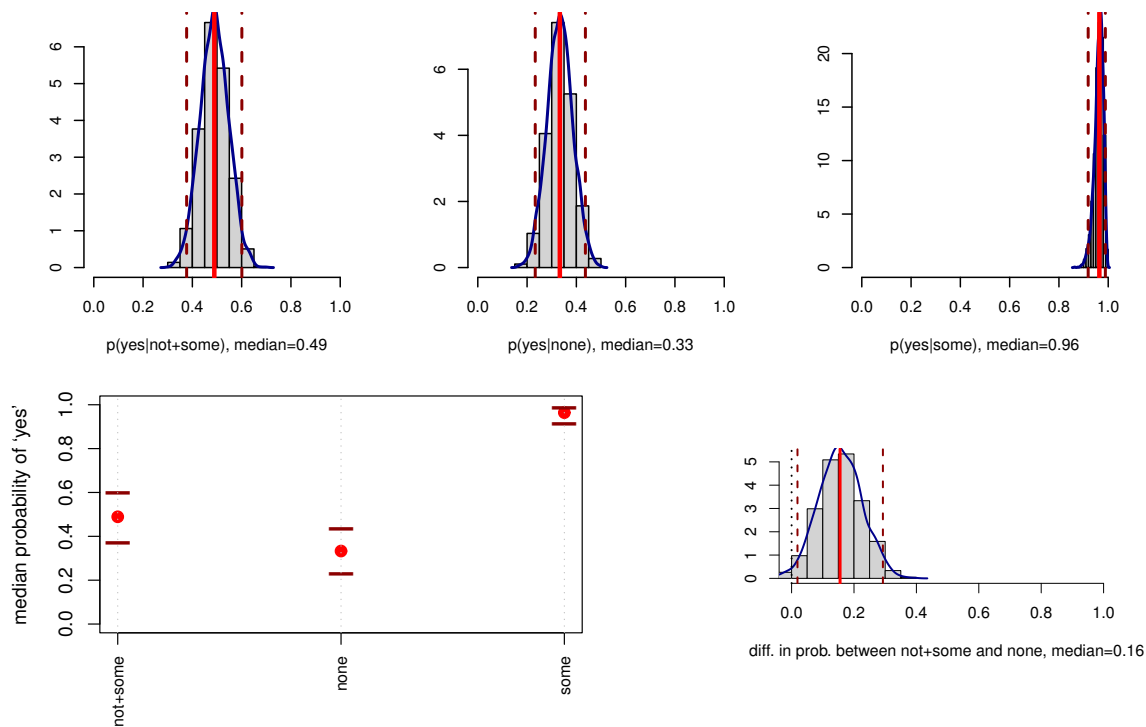 0 1 2 3 4 5 6
0.0 0.2 0.4 0.6 0.8 1.0
p(yes|not+some), median=0.49
0 2 4 6
0.0 0.2 0.4 0.6 0.8 1.0
p(yes|none), median=0.33
0 5 10 15 20
0.0 0.2 0.4 0.6 0.8 1.0
p(yes|some), median=0.96
median probability of ‘yes’
0.0 0.2 0.4 0.6 0.8 1.0
not+some
none
some
0 1 2 3 4 5
0.0 0.2 0.4 0.6 0.8 1.0
diff. in prob. between not+some and none, median=0.16